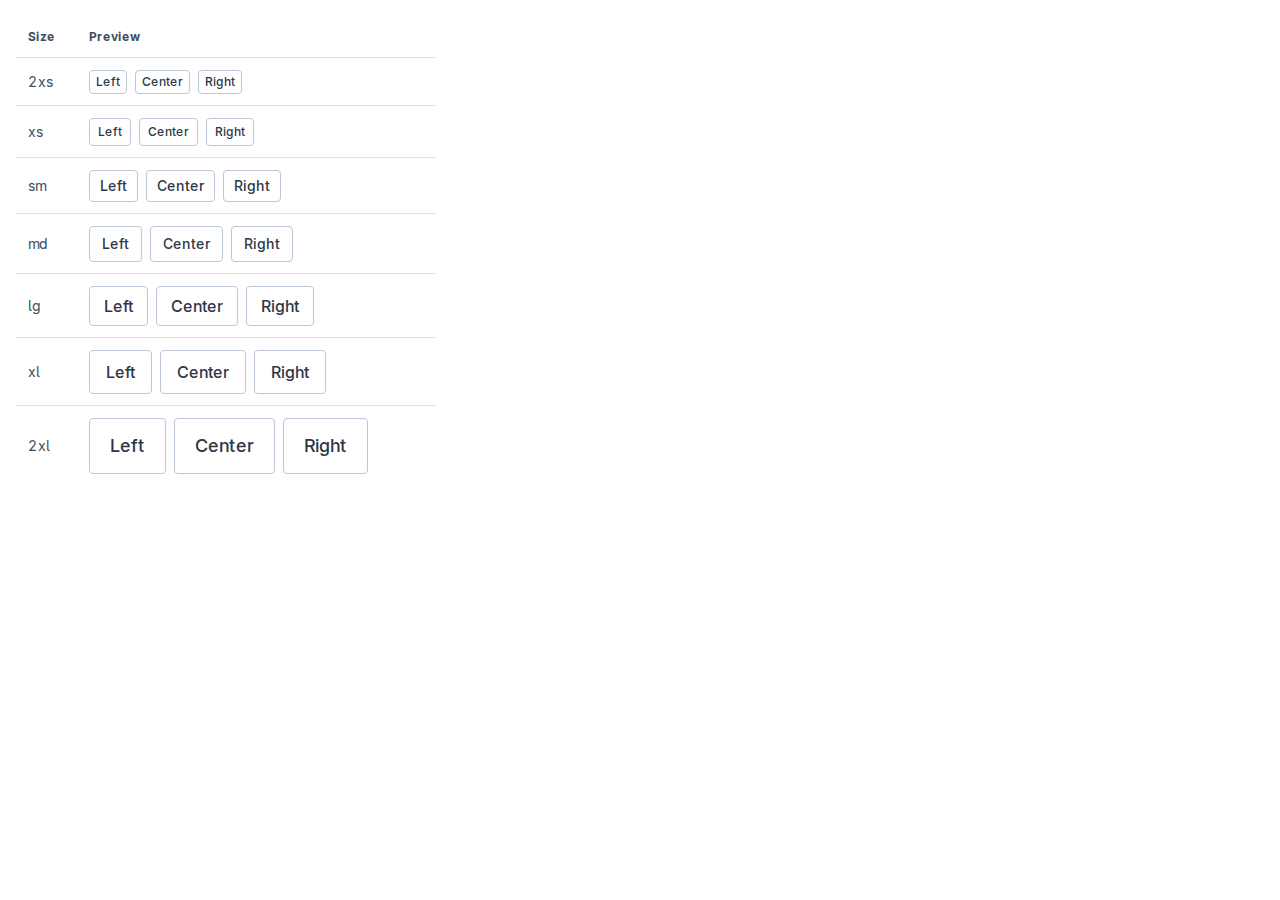 Size Preview
2xs Left Center Right
xs Left Center Right
sm Left Center Right
md Left Center Right
lg Left Center Right
xl Left Center Right
2xl Left Center Right